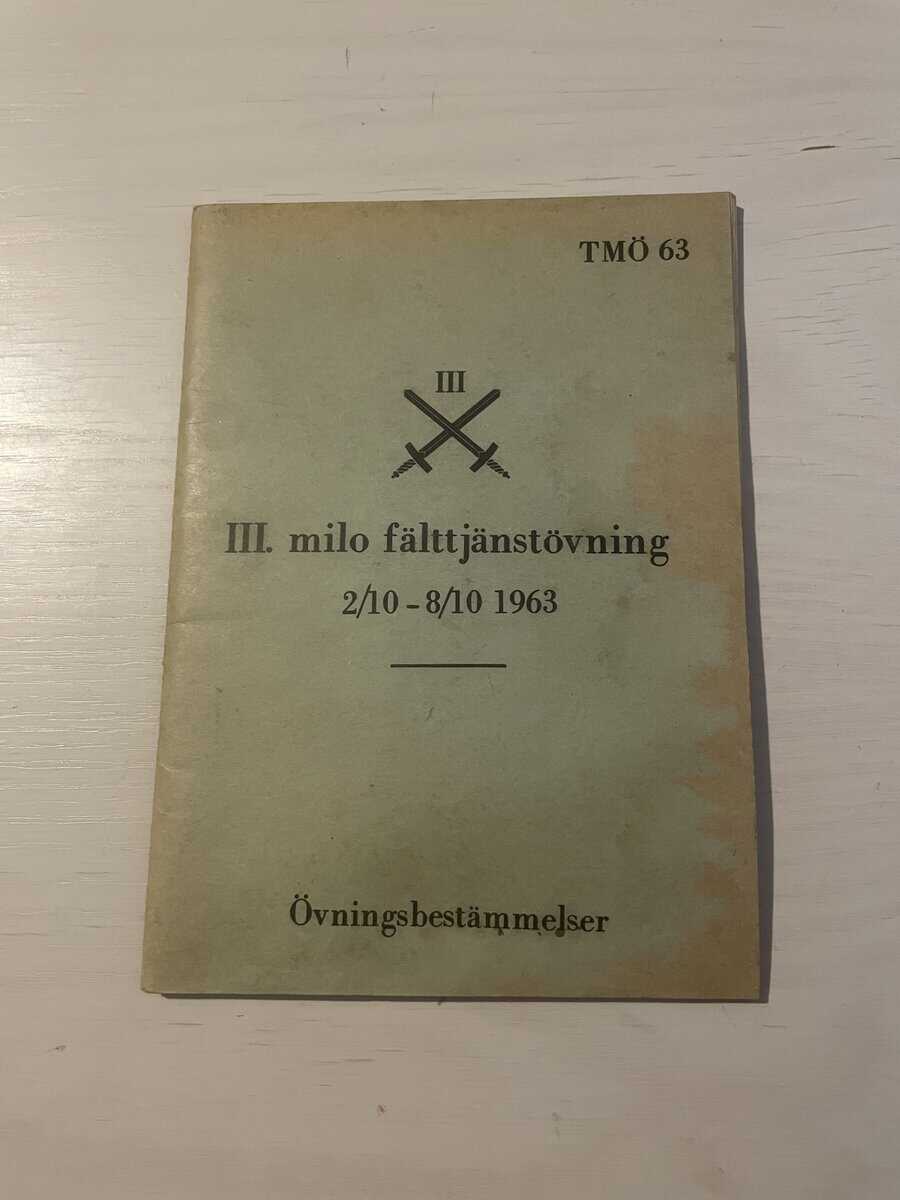 TMÖ 63
III
III. milo fälttjänstövning
2/10 - 8/10 1963
Övningsbestämmelser